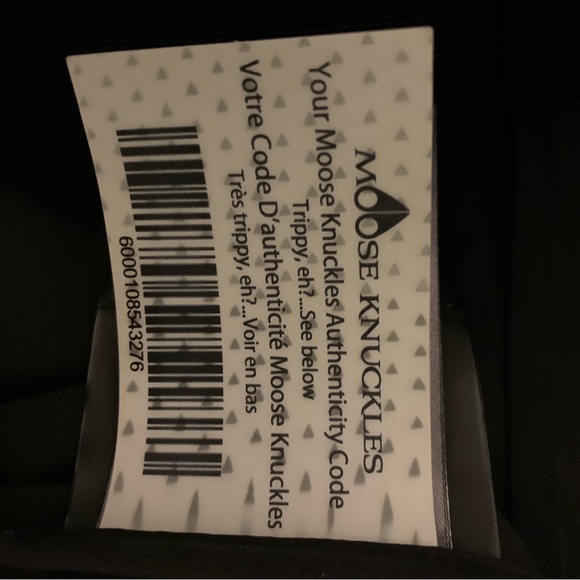 MOOSE KNUCKLES
Your Moose Knuckles Authenticity Code
Trippy, eh?...See below
Votre Code D'authenticité Moose Knuckles
Très trippy, eh?...Voir en bas
6000108543276